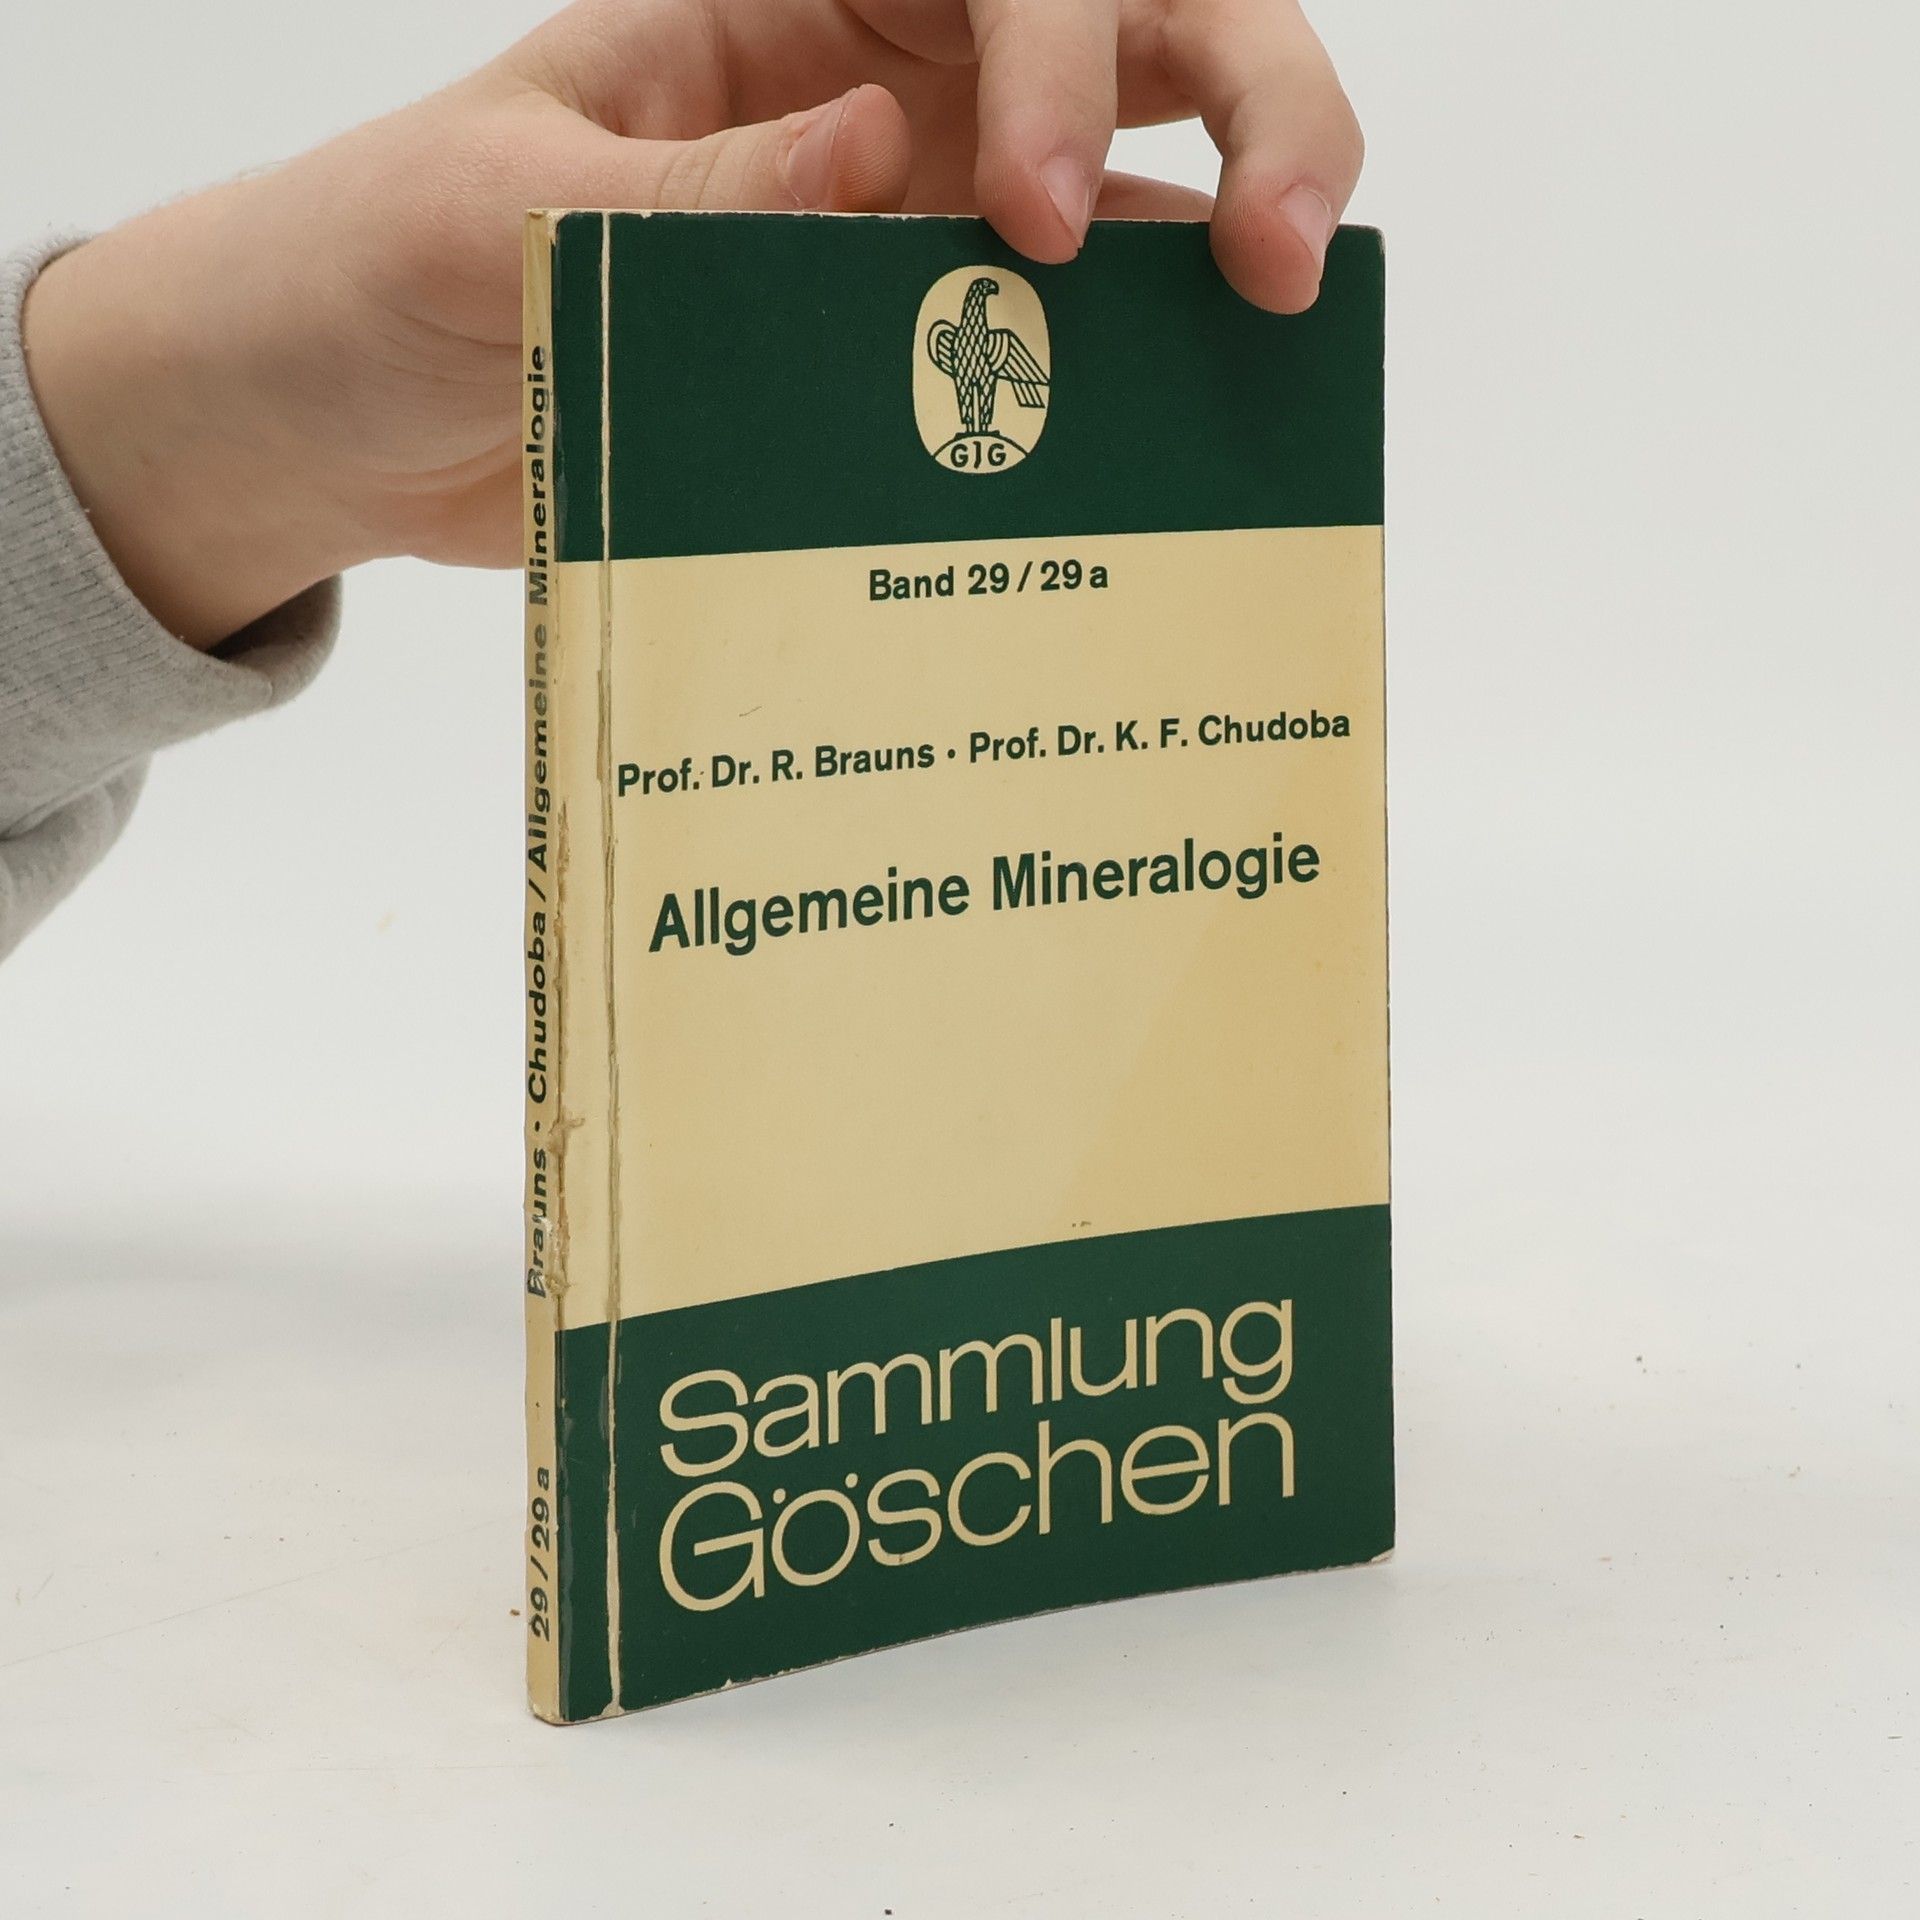 GJG
Band 29 / 29 a
Prof. Dr. R. Brauns · Prof. Dr. K. F. Chudoba
Allgemeine Mineralogie
Sammlung
Göschen
29 / 29 a Brauns · Chudoba / Allgemeine Mineralogie